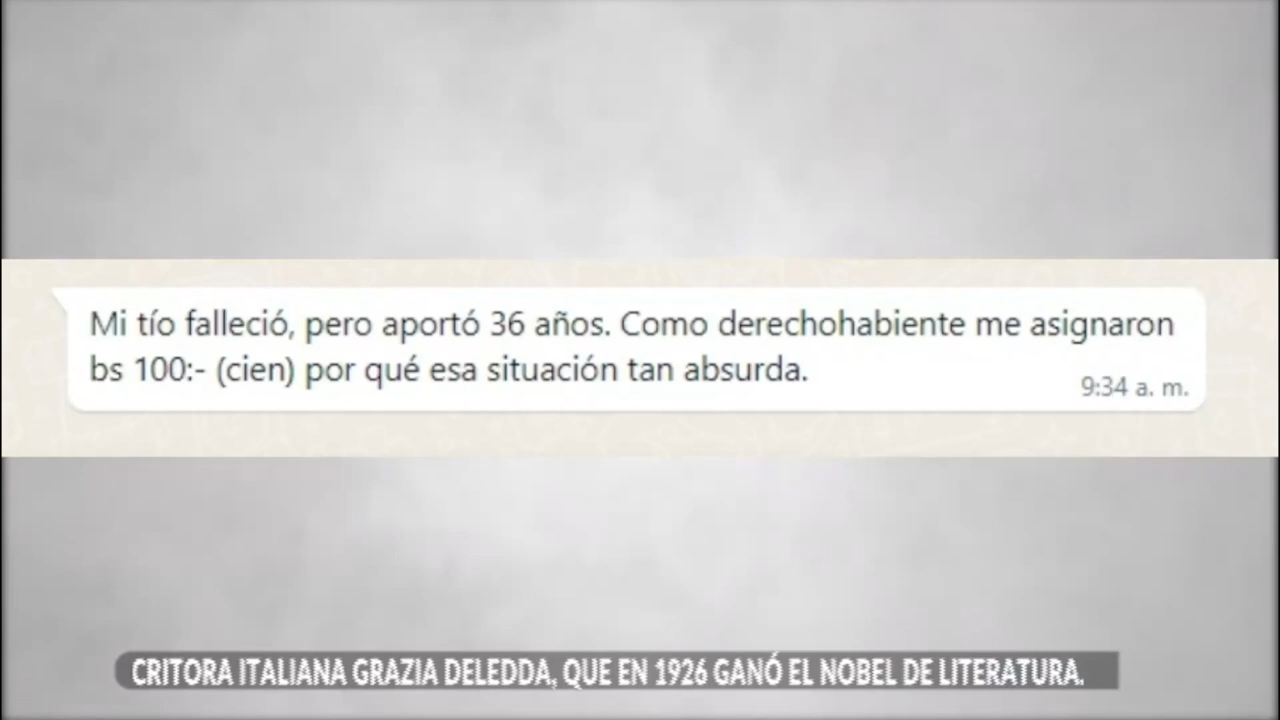 Mi tío falleció, pero aportó 36 años. Como derechohabiente me asignaron
bs 100:- (cien) por qué esa situación tan absurda.
9:34 a. m.
CRITORA ITALIANA GRAZIA DELEDDA, QUE EN 1926 GANÓ EL NOBEL DE LITERATURA.